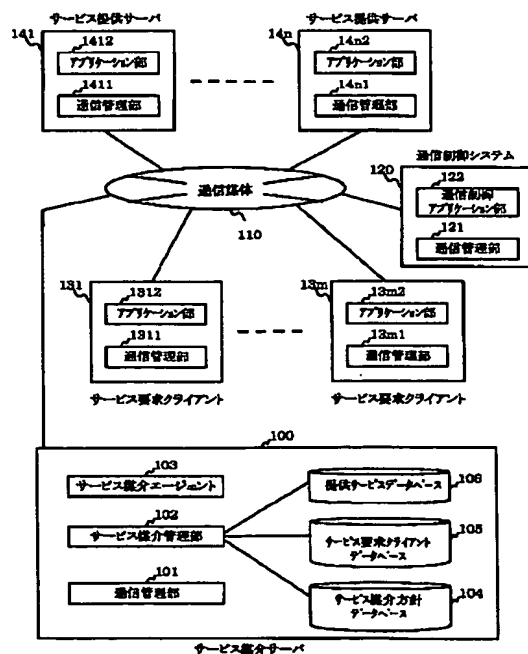 サービス提供サーバ
サービス提供サーバ
141
1412
アプリケーション部
1411
通信管理部
14n
14n2
アプリケーション部
14n1
通信管理部
通信制御システム
120
122
通信制御
アプリケーション部
121
通信管理部
通信媒体
110
131
1312
アプリケーション部
1311
通信管理部
13m
13m2
アプリケーション部
13m1
通信管理部
サービス要求クライアント
サービス要求クライアント
100
103
サービス媒介エージェント
102
サービス媒介管理部
101
通信管理部
提供サービスデータベース
106
サービス要求クライアント
データベース
105
サービス媒介方針
データベース
104
サービス媒介サーバ